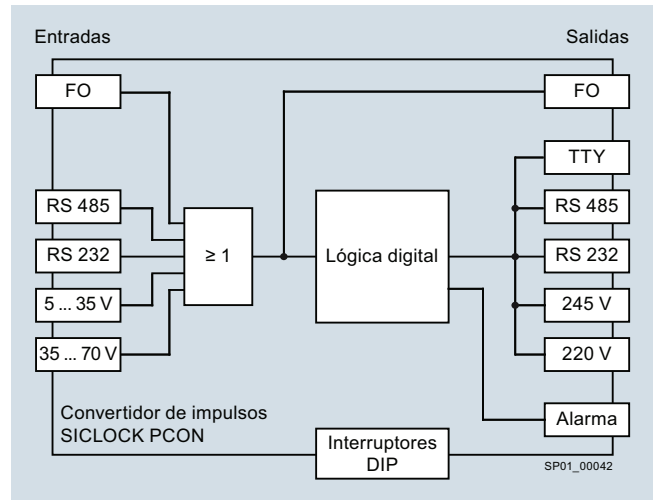 Entradas
Salidas
FO
FO
TTY
RS 485
RS 485
RS 232
≥ 1
Lógica digital
RS 232
5 ... 35 V
245 V
35 ... 70 V
220 V
Convertidor de impulsos
SICLOCK PCON
Alarma
Interruptores
DIP
SP01_00042